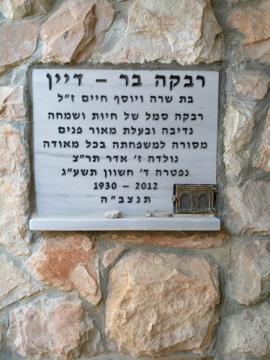 רבקה בר - דיין
בת שרה ויוסף חיים ז"ל
רבקה סמל של חיות ושמחה
נדיבה ובעלת מאור פנים
מסורה למשפחתה בכל מאודה
נולדה ז' אדר תר"צ
נפטרה ד' חשוון תשע"ג
1930 - 2012
תנצב"ה